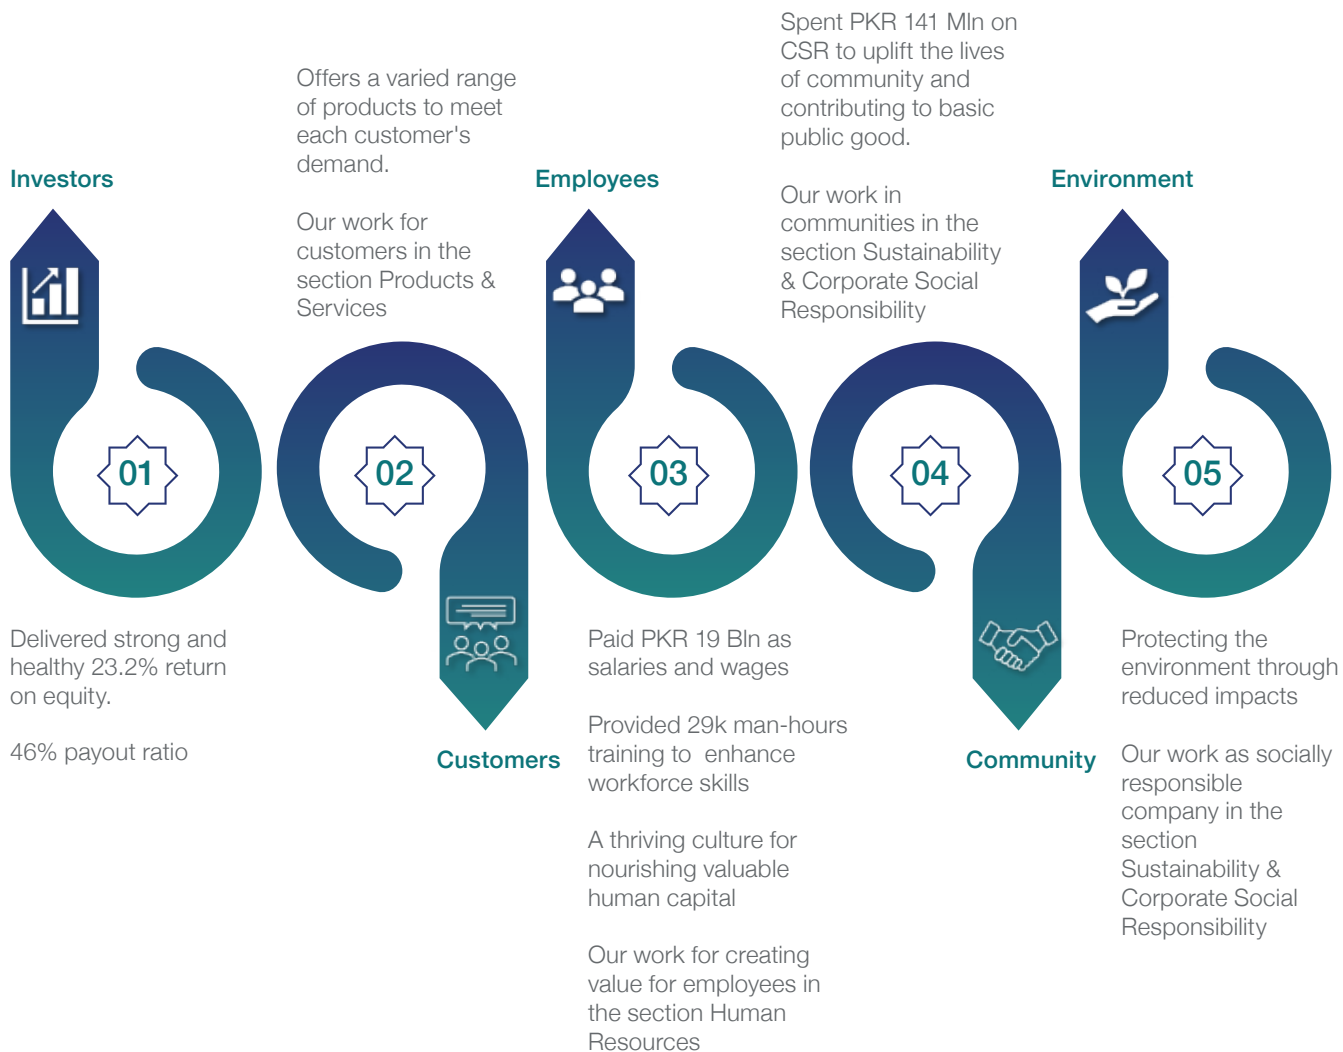 Investors
01
Delivered strong and
healthy 23.2% return
on equity.
46% payout ratio
Offers a varied range
of products to meet
each customer's
demand.
Our work for
customers in the
section Products &
Services
02
Customers
Employees
03
Paid PKR 19 Bln as
salaries and wages
Provided 29k man-hours
training to enhance
workforce skills
A thriving culture for
nourishing valuable
human capital
Our work for creating
value for employees in
the section Human
Resources
Spent PKR 141 Mln on
CSR to uplift the lives
of community and
contributing to basic
public good.
Our work in
communities in the
section Sustainability
& Corporate Social
Responsibility
04
Community
Environment
05
Protecting the
environment through
reduced impacts
Our work as socially
responsible
company in the
section
Sustainability &
Corporate Social
Responsibility